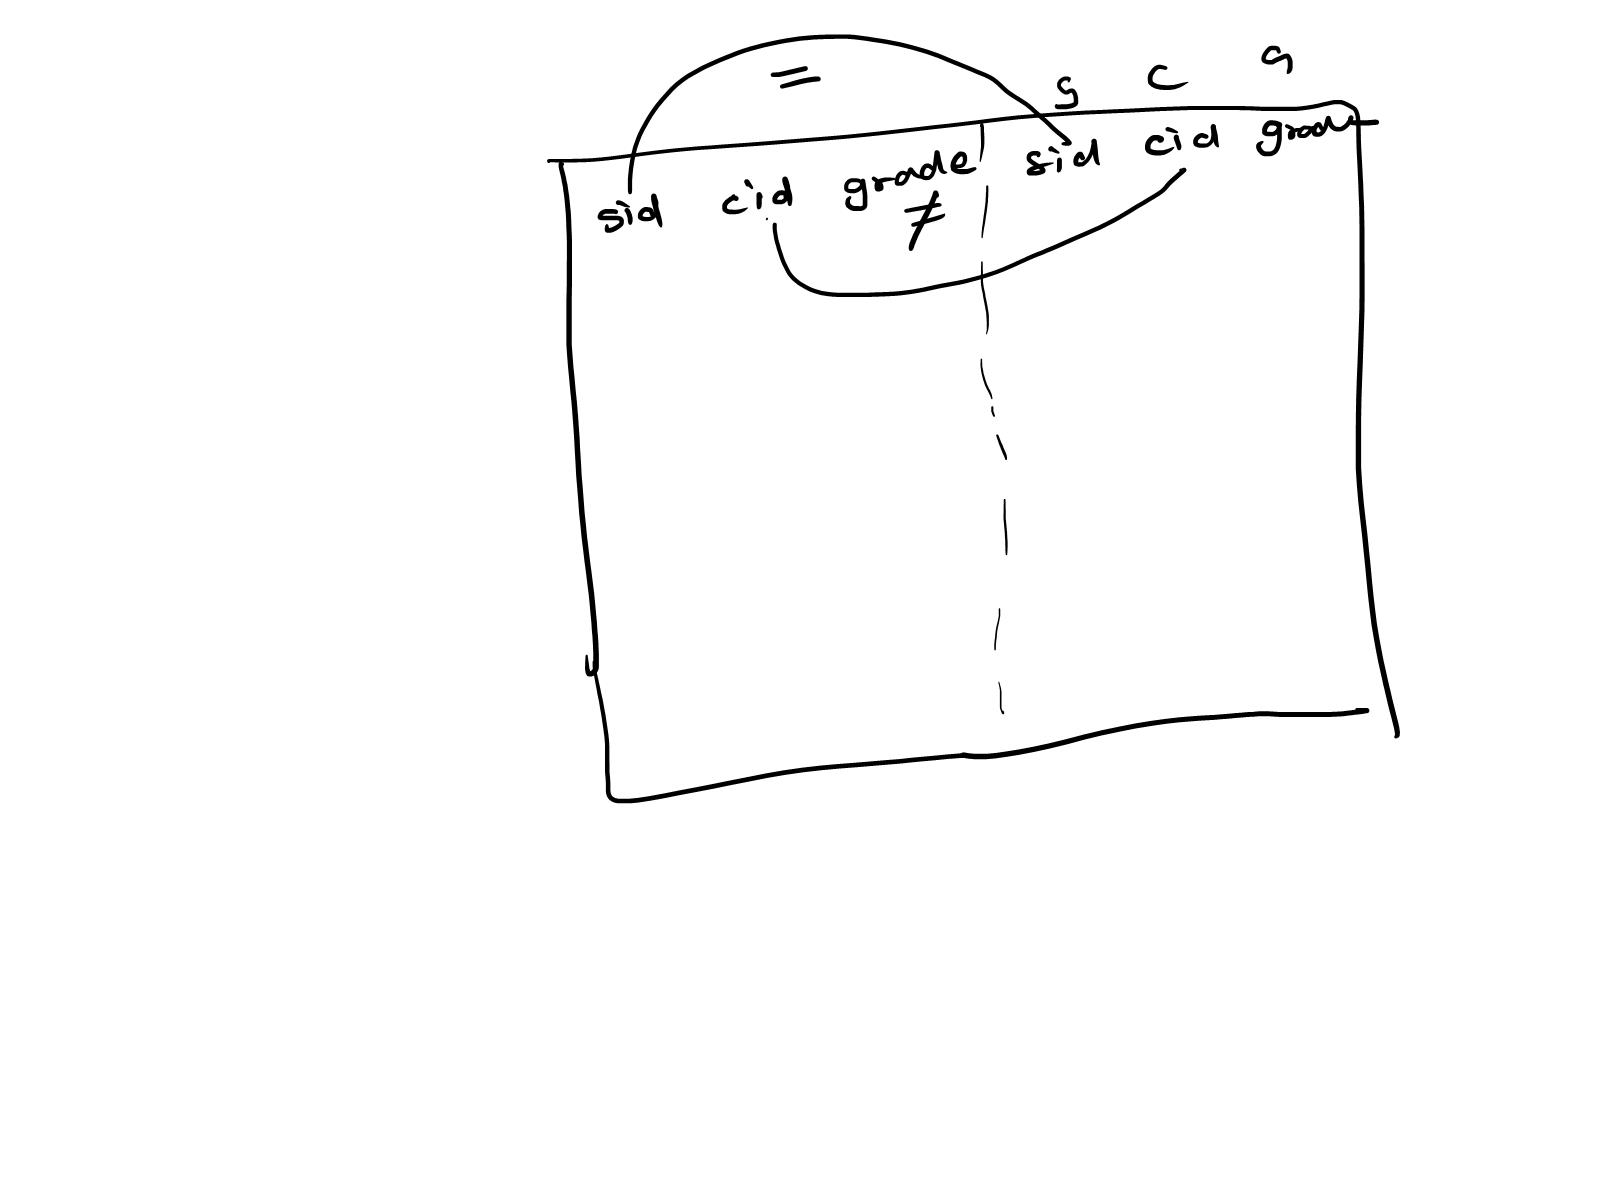 =
S C G
sid cid grade sid cid grade
≠